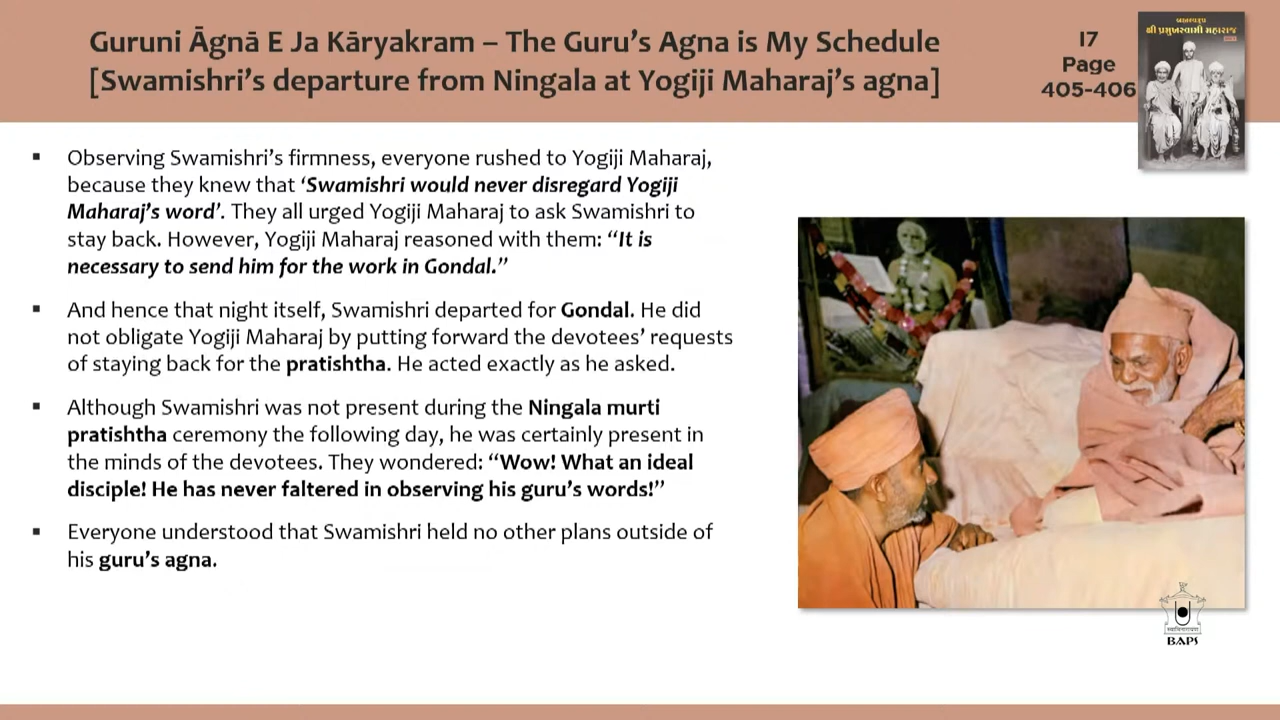 Guruni Āgnā E Ja Kāryakram – The Guru's Agna is My Schedule
[Swamishri's departure from Ningala at Yogiji Maharaj's agna]
17
Page
405-406
બ્રહ્મસ્વરૂપ
શ્રી પ્રમુખસ્વામી મહારાજ
▪ Observing Swamishri's firmness, everyone rushed to Yogiji Maharaj,
because they knew that ‘Swamishri would never disregard Yogiji
Maharaj's word’. They all urged Yogiji Maharaj to ask Swamishri to
stay back. However, Yogiji Maharaj reasoned with them: “It is
necessary to send him for the work in Gondal.”
▪ And hence that night itself, Swamishri departed for Gondal. He did
not obligate Yogiji Maharaj by putting forward the devotees' requests
of staying back for the pratishtha. He acted exactly as he asked.
▪ Although Swamishri was not present during the Ningala murti
pratishtha ceremony the following day, he was certainly present in
the minds of the devotees. They wondered: “Wow! What an ideal
disciple! He has never faltered in observing his guru's words!”
▪ Everyone understood that Swamishri held no other plans outside of
his guru's agna.
स्वामिनारायण
BAPS